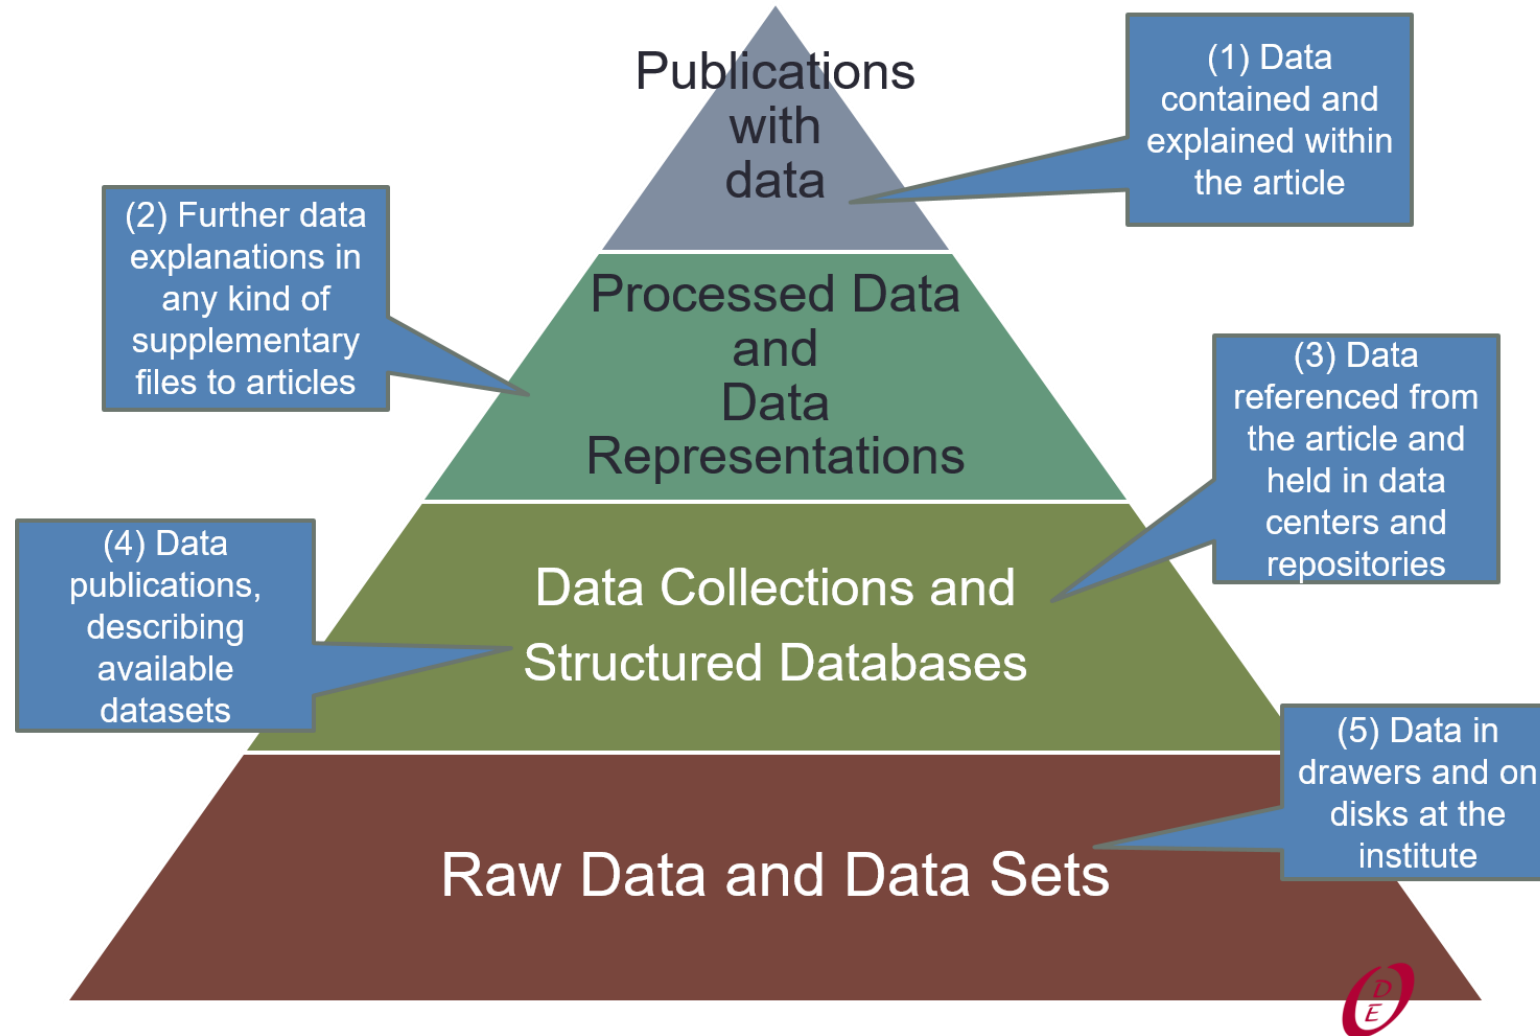 Publications
with
data
(1) Data
contained and
explained within
the article
(2) Further data
explanations in
any kind of
supplementary
files to articles
Processed Data
and
Data
Representations
(3) Data
referenced from
the article and
held in data
centers and
repositories
(4) Data
publications,
describing
available
datasets
Data Collections and
Structured Databases
(5) Data in
drawers and on
disks at the
institute
Raw Data and Data Sets
O
D
E